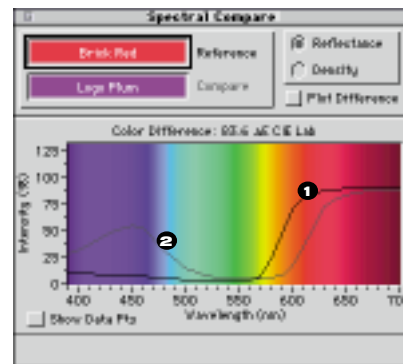 Spectral Compare
Brick Red
Reference
Logo Plum
Compare
Reflectance
Density
Plot Difference
Color Difference: 83.6 ΔE CIE Lab
Intensity (%)
125
100
75
50
25
0
1
2
400 450 500 550 600 650 70
Wavelength (nm)
Show Data Pts